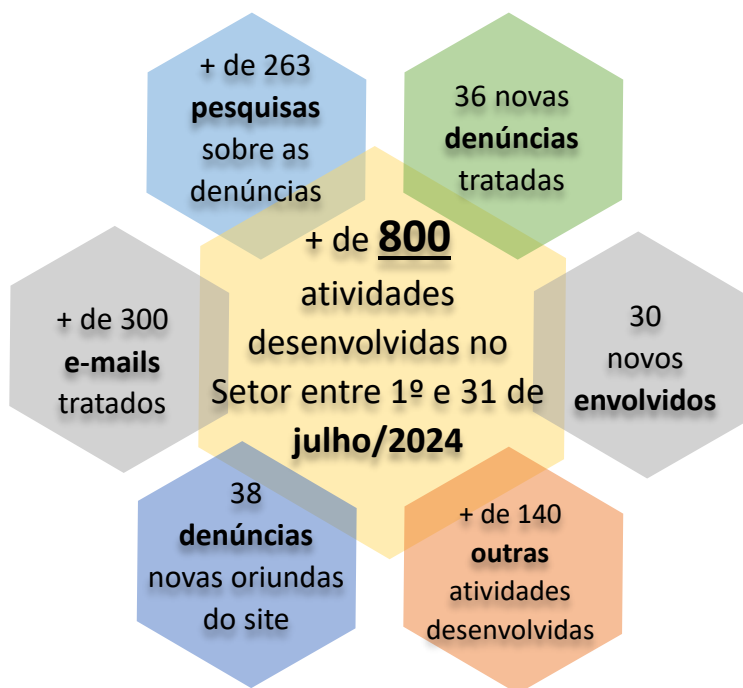 + de 263
pesquisas
sobre as
denúncias
36 novas
denúncias
tratadas
+ de 300
e-mails
tratados
+ de 800
atividades
desenvolvidas no
Setor entre 1º e 31 de
julho/2024
30
novos
envolvidos
38
denúncias
novas oriundas
do site
+ de 140
outras
atividades
desenvolvidas